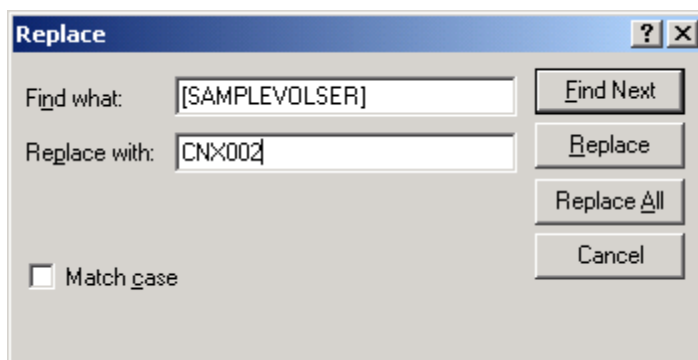 Replace
Find what: [SAMPLEVOLSER] Find Next
Replace with: CNX002 Replace
Replace All
Cancel
Match case